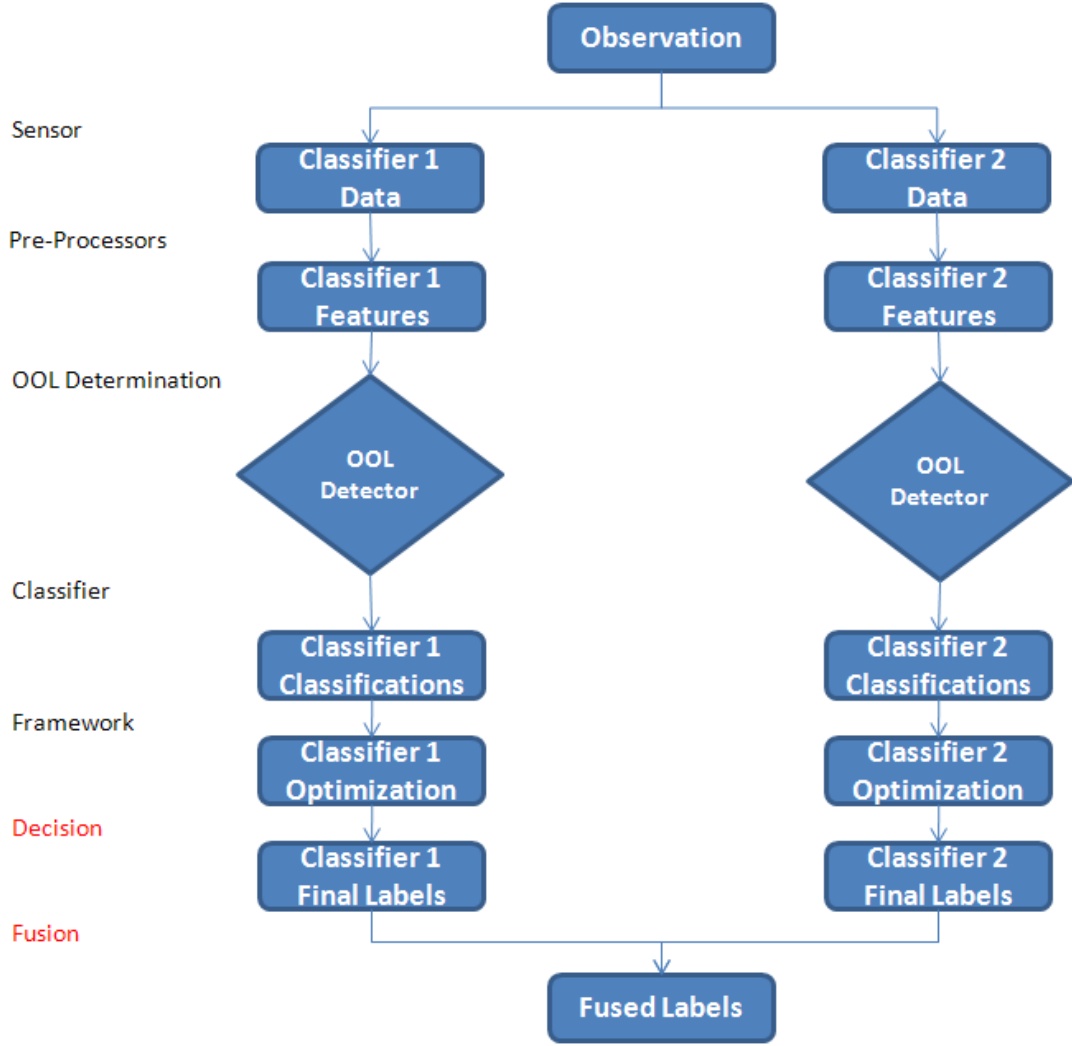 Observation
Sensor
Classifier 1
Data
Classifier 2
Data
Pre-Processors
Classifier 1
Features
Classifier 2
Features
OOL Determination
OOL
Detector
OOL
Detector
Classifier
Classifier 1
Classifications
Classifier 2
Classifications
Framework
Classifier 1
Optimization
Classifier 2
Optimization
Decision
Classifier 1
Final Labels
Classifier 2
Final Labels
Fusion
Fused Labels